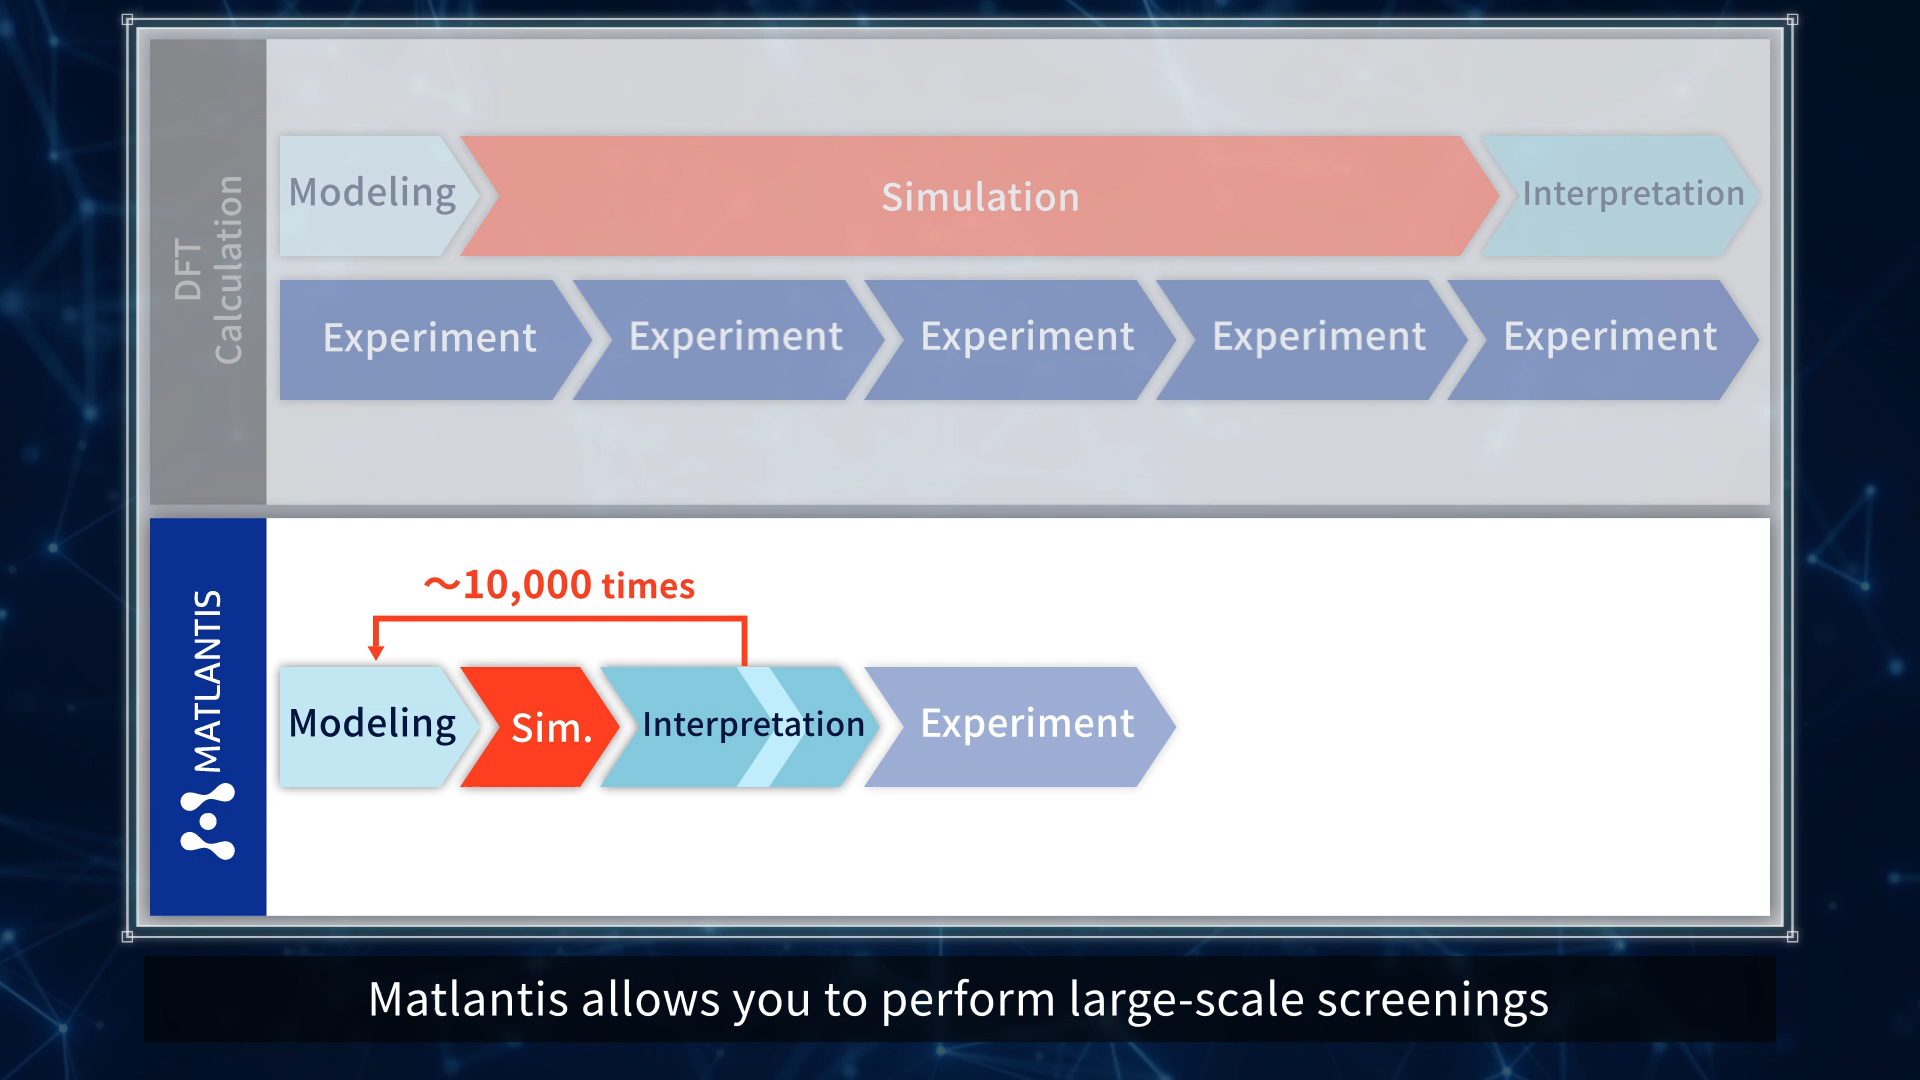 DFT
Calculation
Modeling
Simulation
Interpretation
Experiment
Experiment
Experiment
Experiment
Experiment
MATLANTIS
〜10,000 times
Modeling
Sim.
Interpretation
Experiment
Matlantis allows you to perform large-scale screenings